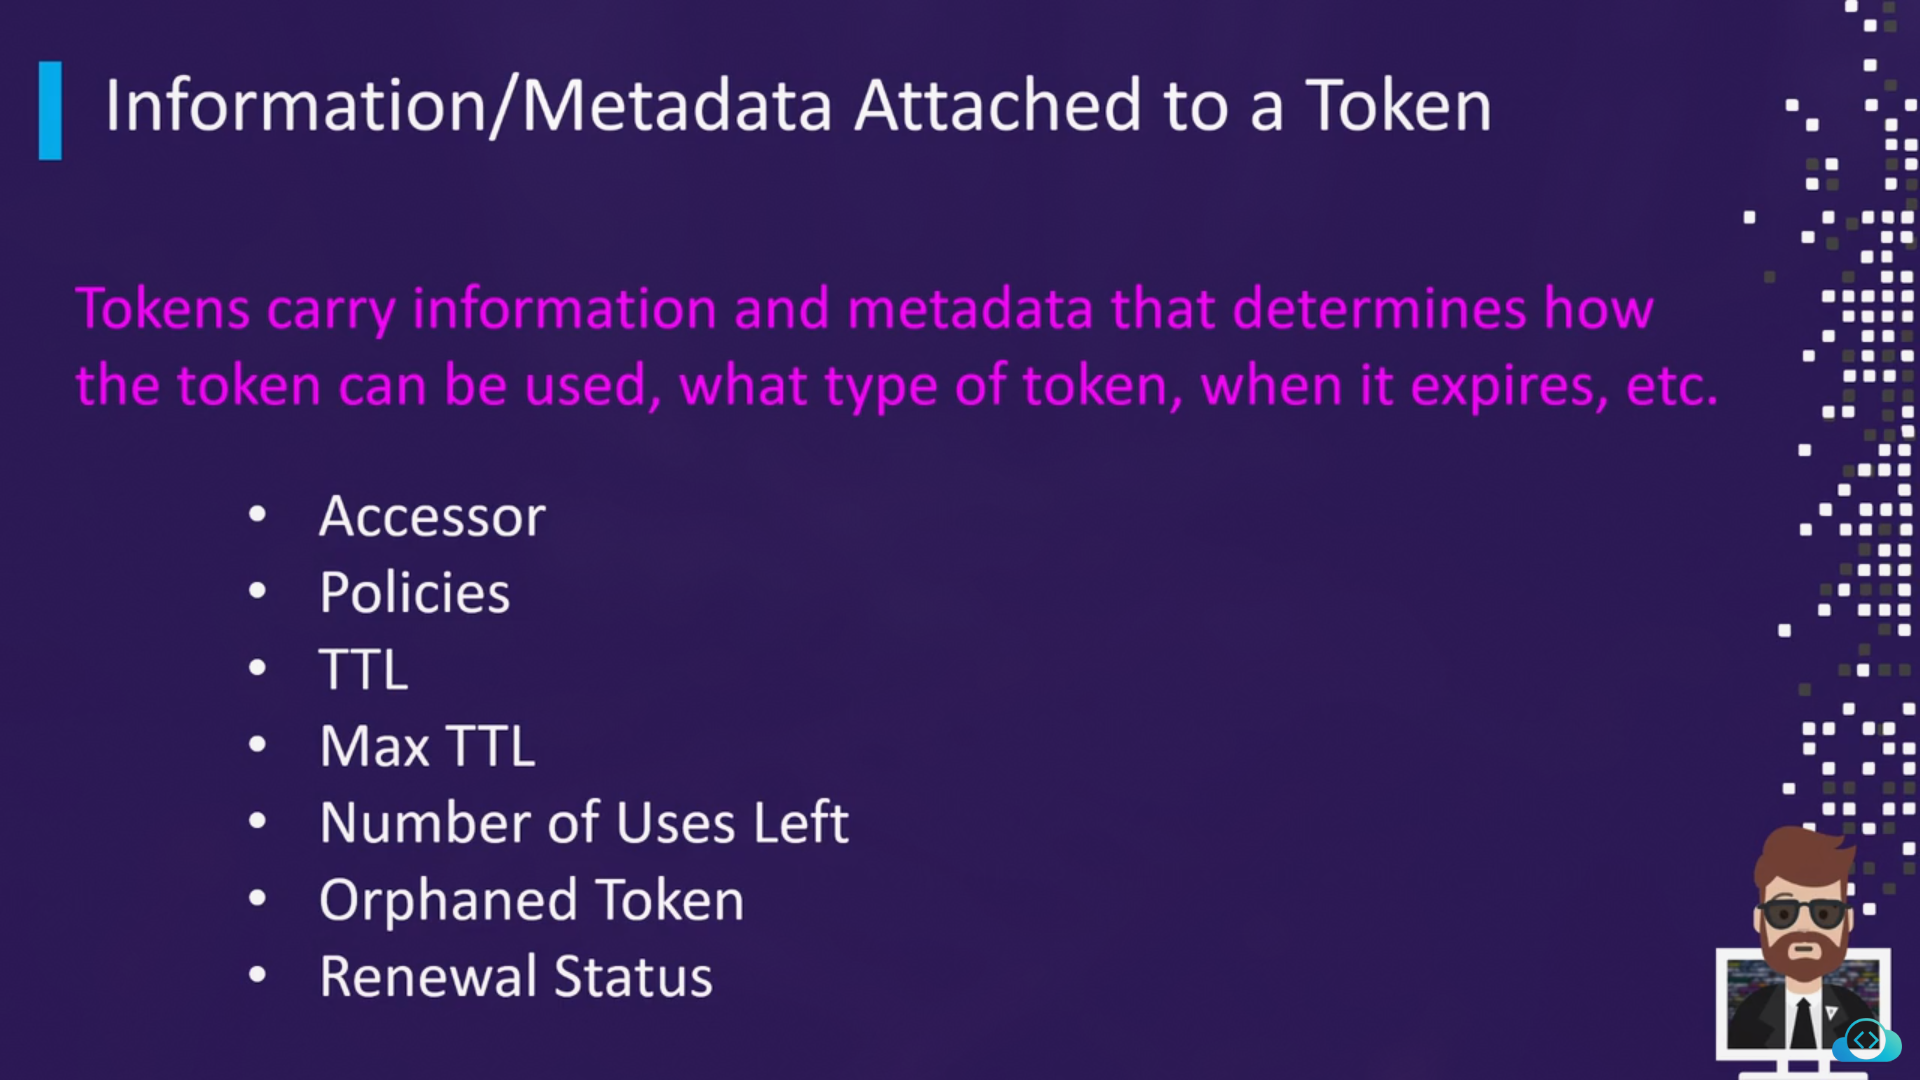 Information/Metadata Attached to a Token
Tokens carry information and metadata that determines how
the token can be used, what type of token, when it expires, etc.
• Accessor
• Policies
• TTL
• Max TTL
• Number of Uses Left
• Orphaned Token
• Renewal Status